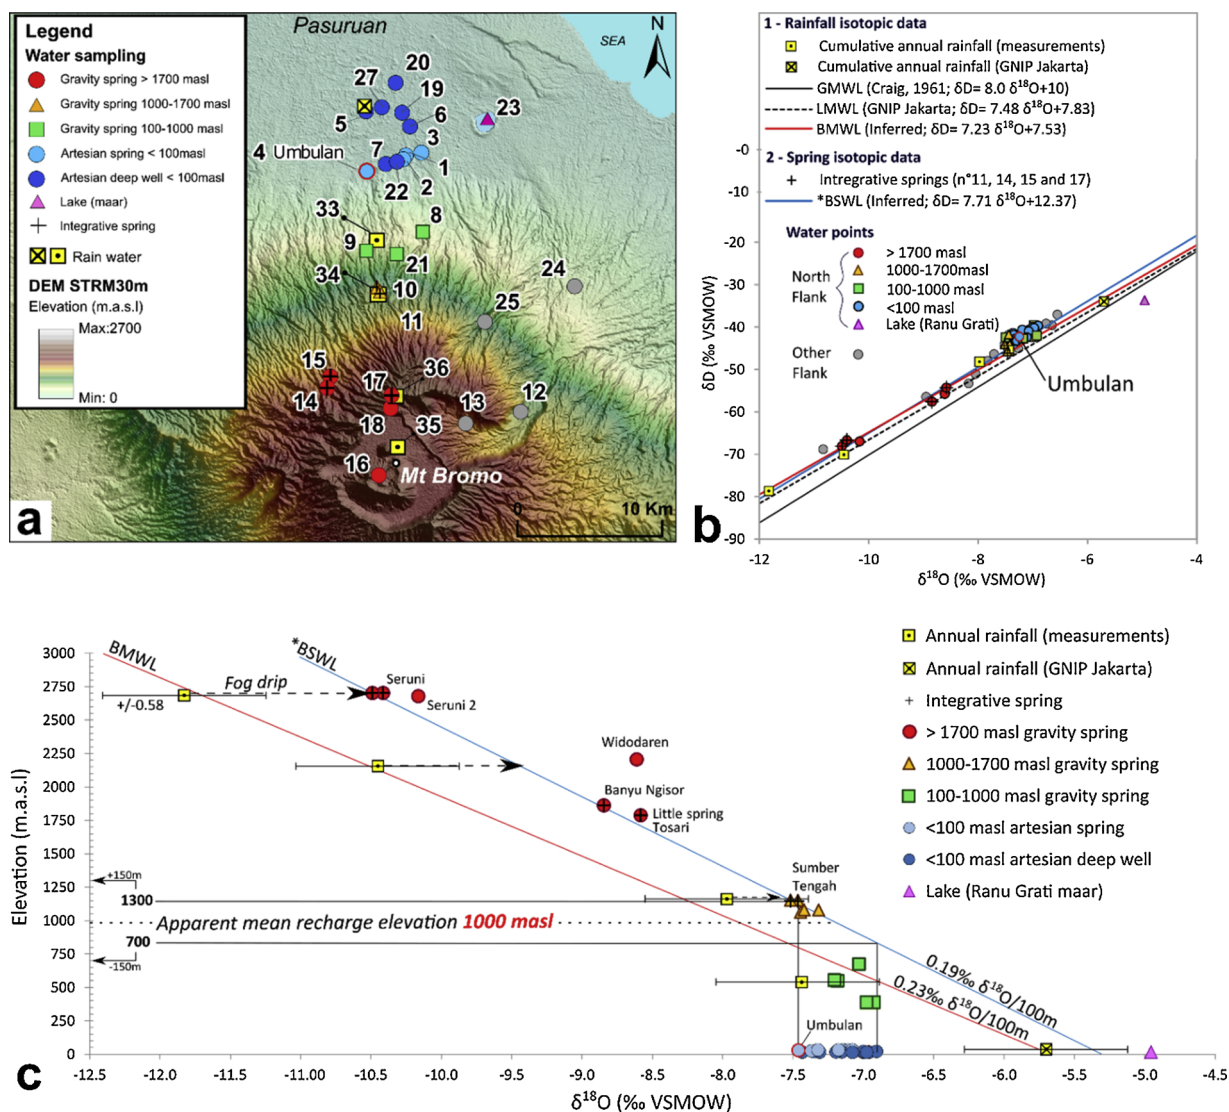 Legend
Water sampling
Gravity spring > 1700 masl
Gravity spring 1000-1700 masl
Gravity spring 100-1000 masl
Artesian spring < 100masl
Artesian deep well < 100masl
Lake (maar)
Integrative spring
Rain water
DEM STRM30m
Elevation (m.a.s.l)
Max:2700
Min: 0
Pasuruan
SEA
N
20
27
19
23
5
6
3
4 Umbulan
7
1
22
2
33
8
9
21
24
34
10
25
11
15
36
17
14
12
13
18
35
16
Mt Bromo
0
10 Km
a
1 - Rainfall isotopic data
Cumulative annual rainfall (measurements)
Cumulative annual rainfall (GNIP Jakarta)
GMWL (Craig, 1961; δD= 8.0 δ18O+10)
LMWL (GNIP Jakarta; δD= 7.48 δ18O+7.83)
BMWL (Inferred; δD= 7.23 δ18O+7.53)
2 - Spring isotopic data
Intregrative springs (n°11, 14, 15 and 17)
*BSWL (Inferred; δD= 7.71 δ18O+12.37)
Water points
North
Flank
> 1700 masl
1000-1700masl
100-1000 masl
<100 masl
Lake (Ranu Grati)
Other
Flank
Umbulan
-0
-10
-20
-30
-40
-50
-60
-70
-80
-90
δD (‰ VSMOW)
-12
-10
-8
-6
-4
δ18O (‰ VSMOW)
b
BMWL
*BSWL
Fog drip
+/-0.58
Seruni
Seruni 2
Widodaren
Banyu Ngisor
Little spring
Tosari
Sumber
Tengah
+150m
1300
Apparent mean recharge elevation 1000 masl
700
-150m
0.19‰ δ18O/100m
0.23‰ δ18O/100m
Umbulan
Annual rainfall (measurements)
Annual rainfall (GNIP Jakarta)
Integrative spring
> 1700 masl gravity spring
1000-1700 masl gravity spring
100-1000 masl gravity spring
<100 masl artesian spring
<100 masl artesian deep well
Lake (Ranu Grati maar)
3000
2750
2500
2250
2000
1750
1500
1250
1000
750
500
250
0
Elevation (m.a.s.l)
-12.5
-12.0
-11.5
-11.0
-10.5
-10.0
-9.5
-9.0
-8.5
-8.0
-7.5
-7.0
-6.5
-6.0
-5.5
-5.0
-4.5
δ18O (‰ VSMOW)
c